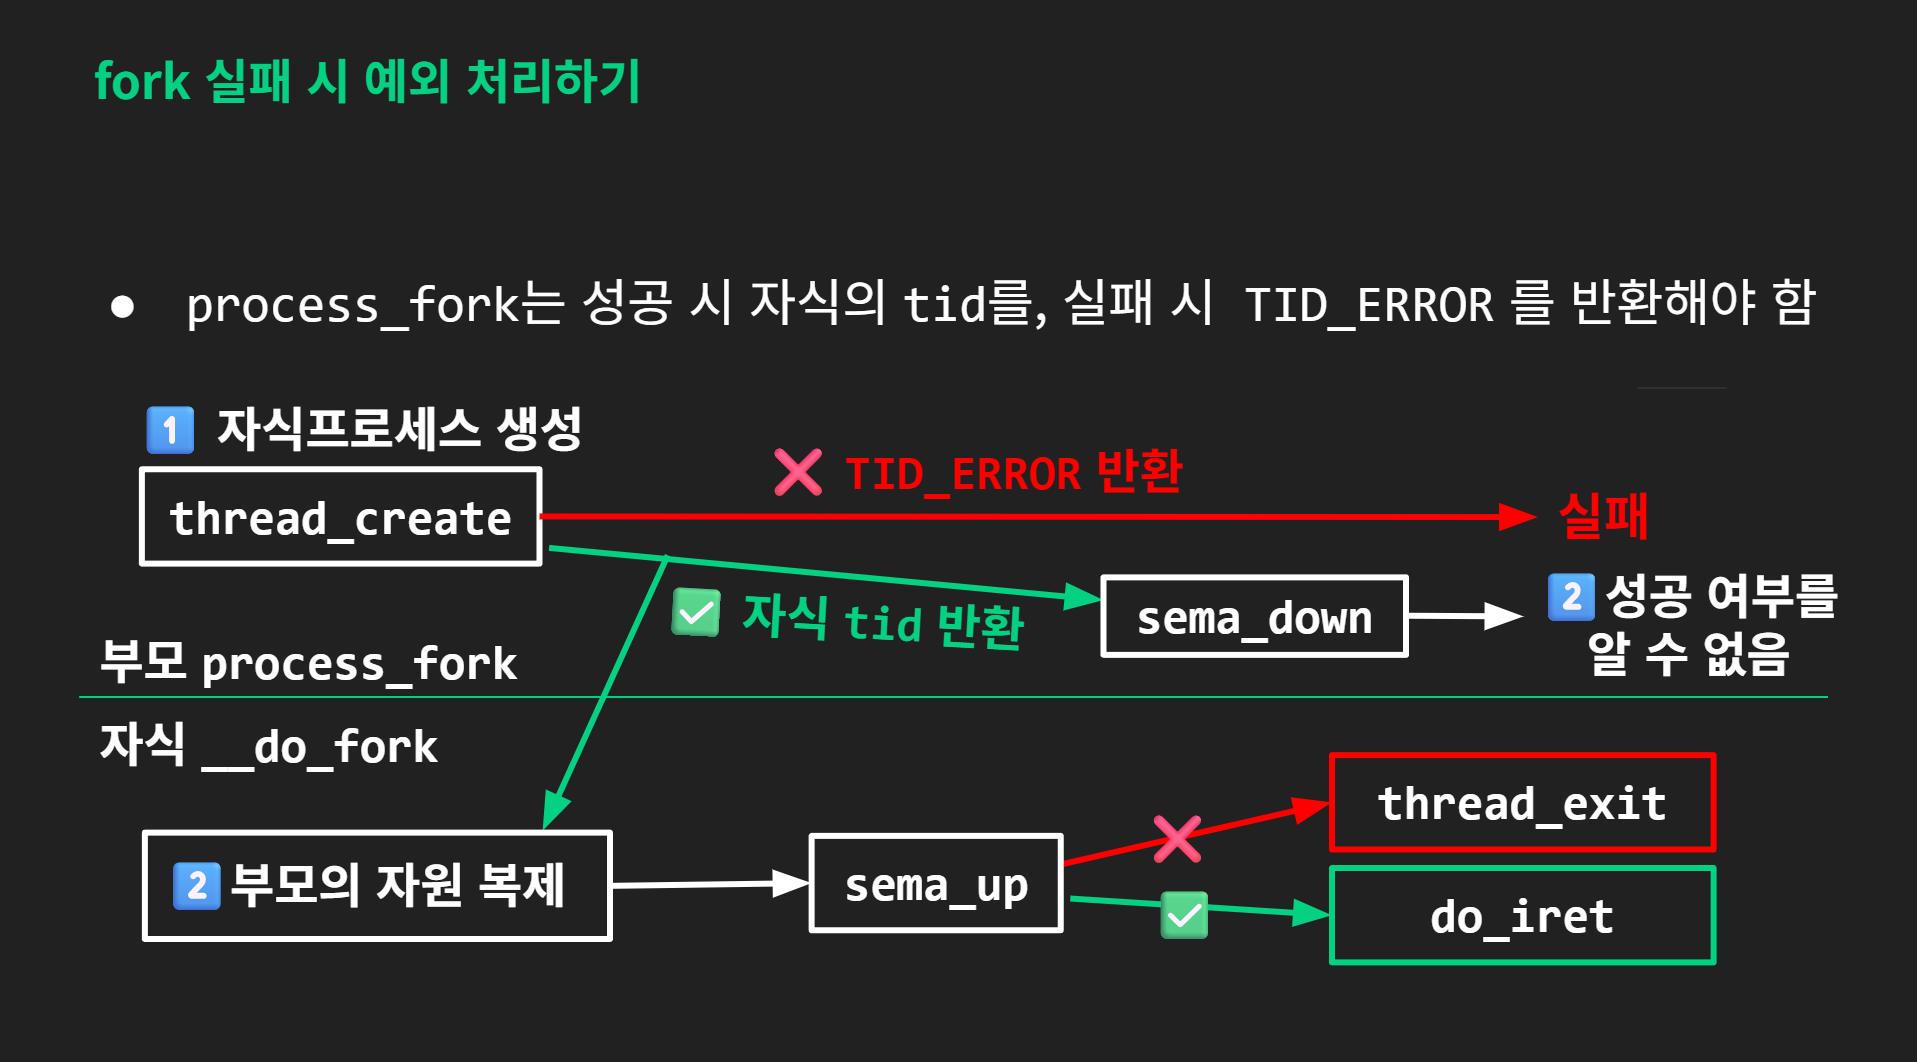 fork 실패 시 예외 처리하기
● process_fork는 성공 시 자식의 tid를, 실패 시 TID_ERROR 를 반환해야 함
1 자식프로세스 생성
thread_create
❌ TID_ERROR 반환
실패
✅ 자식 tid 반환
sema_down
2 성공 여부를
알 수 없음
부모 process_fork
자식 __do_fork
2 부모의 자원 복제
sema_up
❌
thread_exit
✅
do_iret